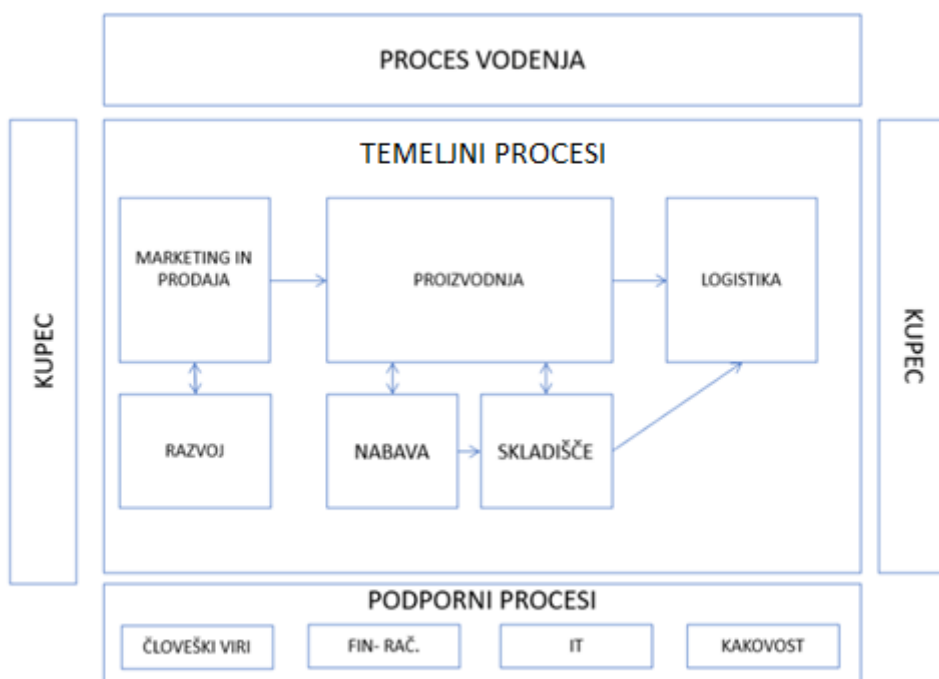 PROCES VODENJA
KUPEC
TEMELJNI PROCESI
MARKETING IN
PRODAJA
PROIZVODNJA
LOGISTIKA
RAZVOJ
NABAVA
SKLADIŠČE
KUPEC
PODPORNI PROCESI
ČLOVEŠKI VIRI
FIN- RAČ.
IT
KAKOVOST